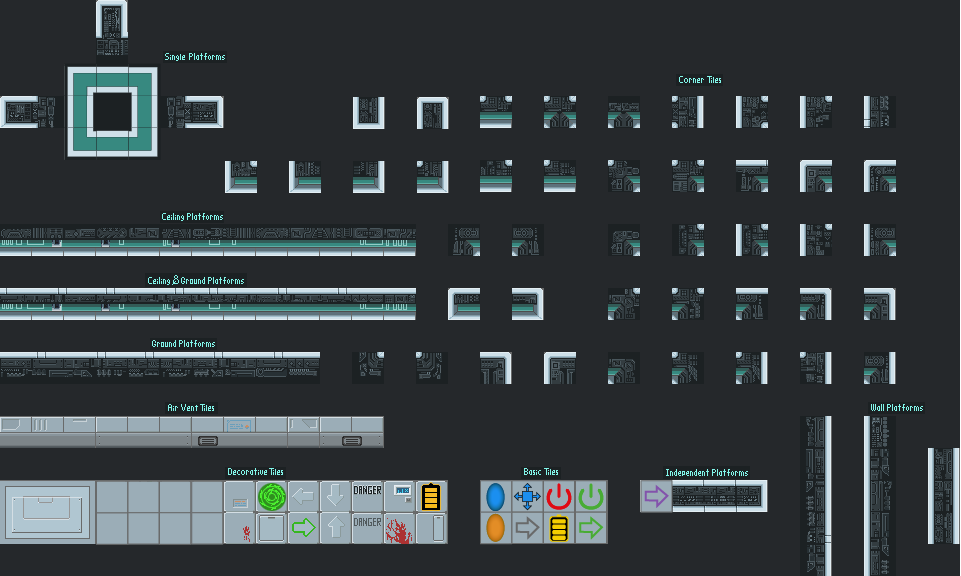 Single Platforms
Corner Tiles
Ceiling Platforms
Ceiling & Ground Platforms
Ground Platforms
Air Vent Tiles
Wall Platforms
Decorative Tiles
Basic Tiles
Independent Platforms
DANGER
DANGER